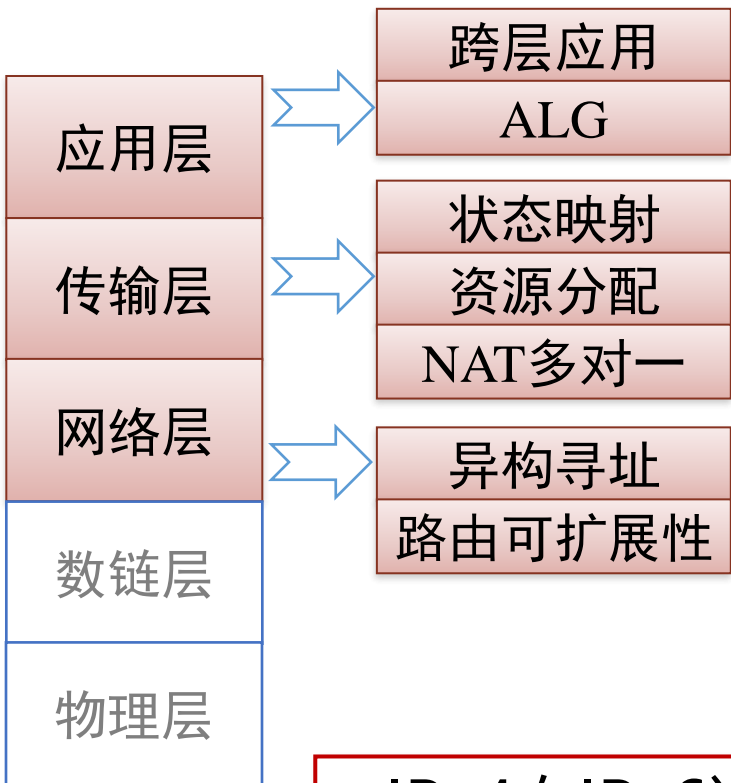 跨层应用
ALG
应用层
状态映射
资源分配
NAT多对一
传输层
网络层
异构寻址
路由可扩展性
数链层
物理层